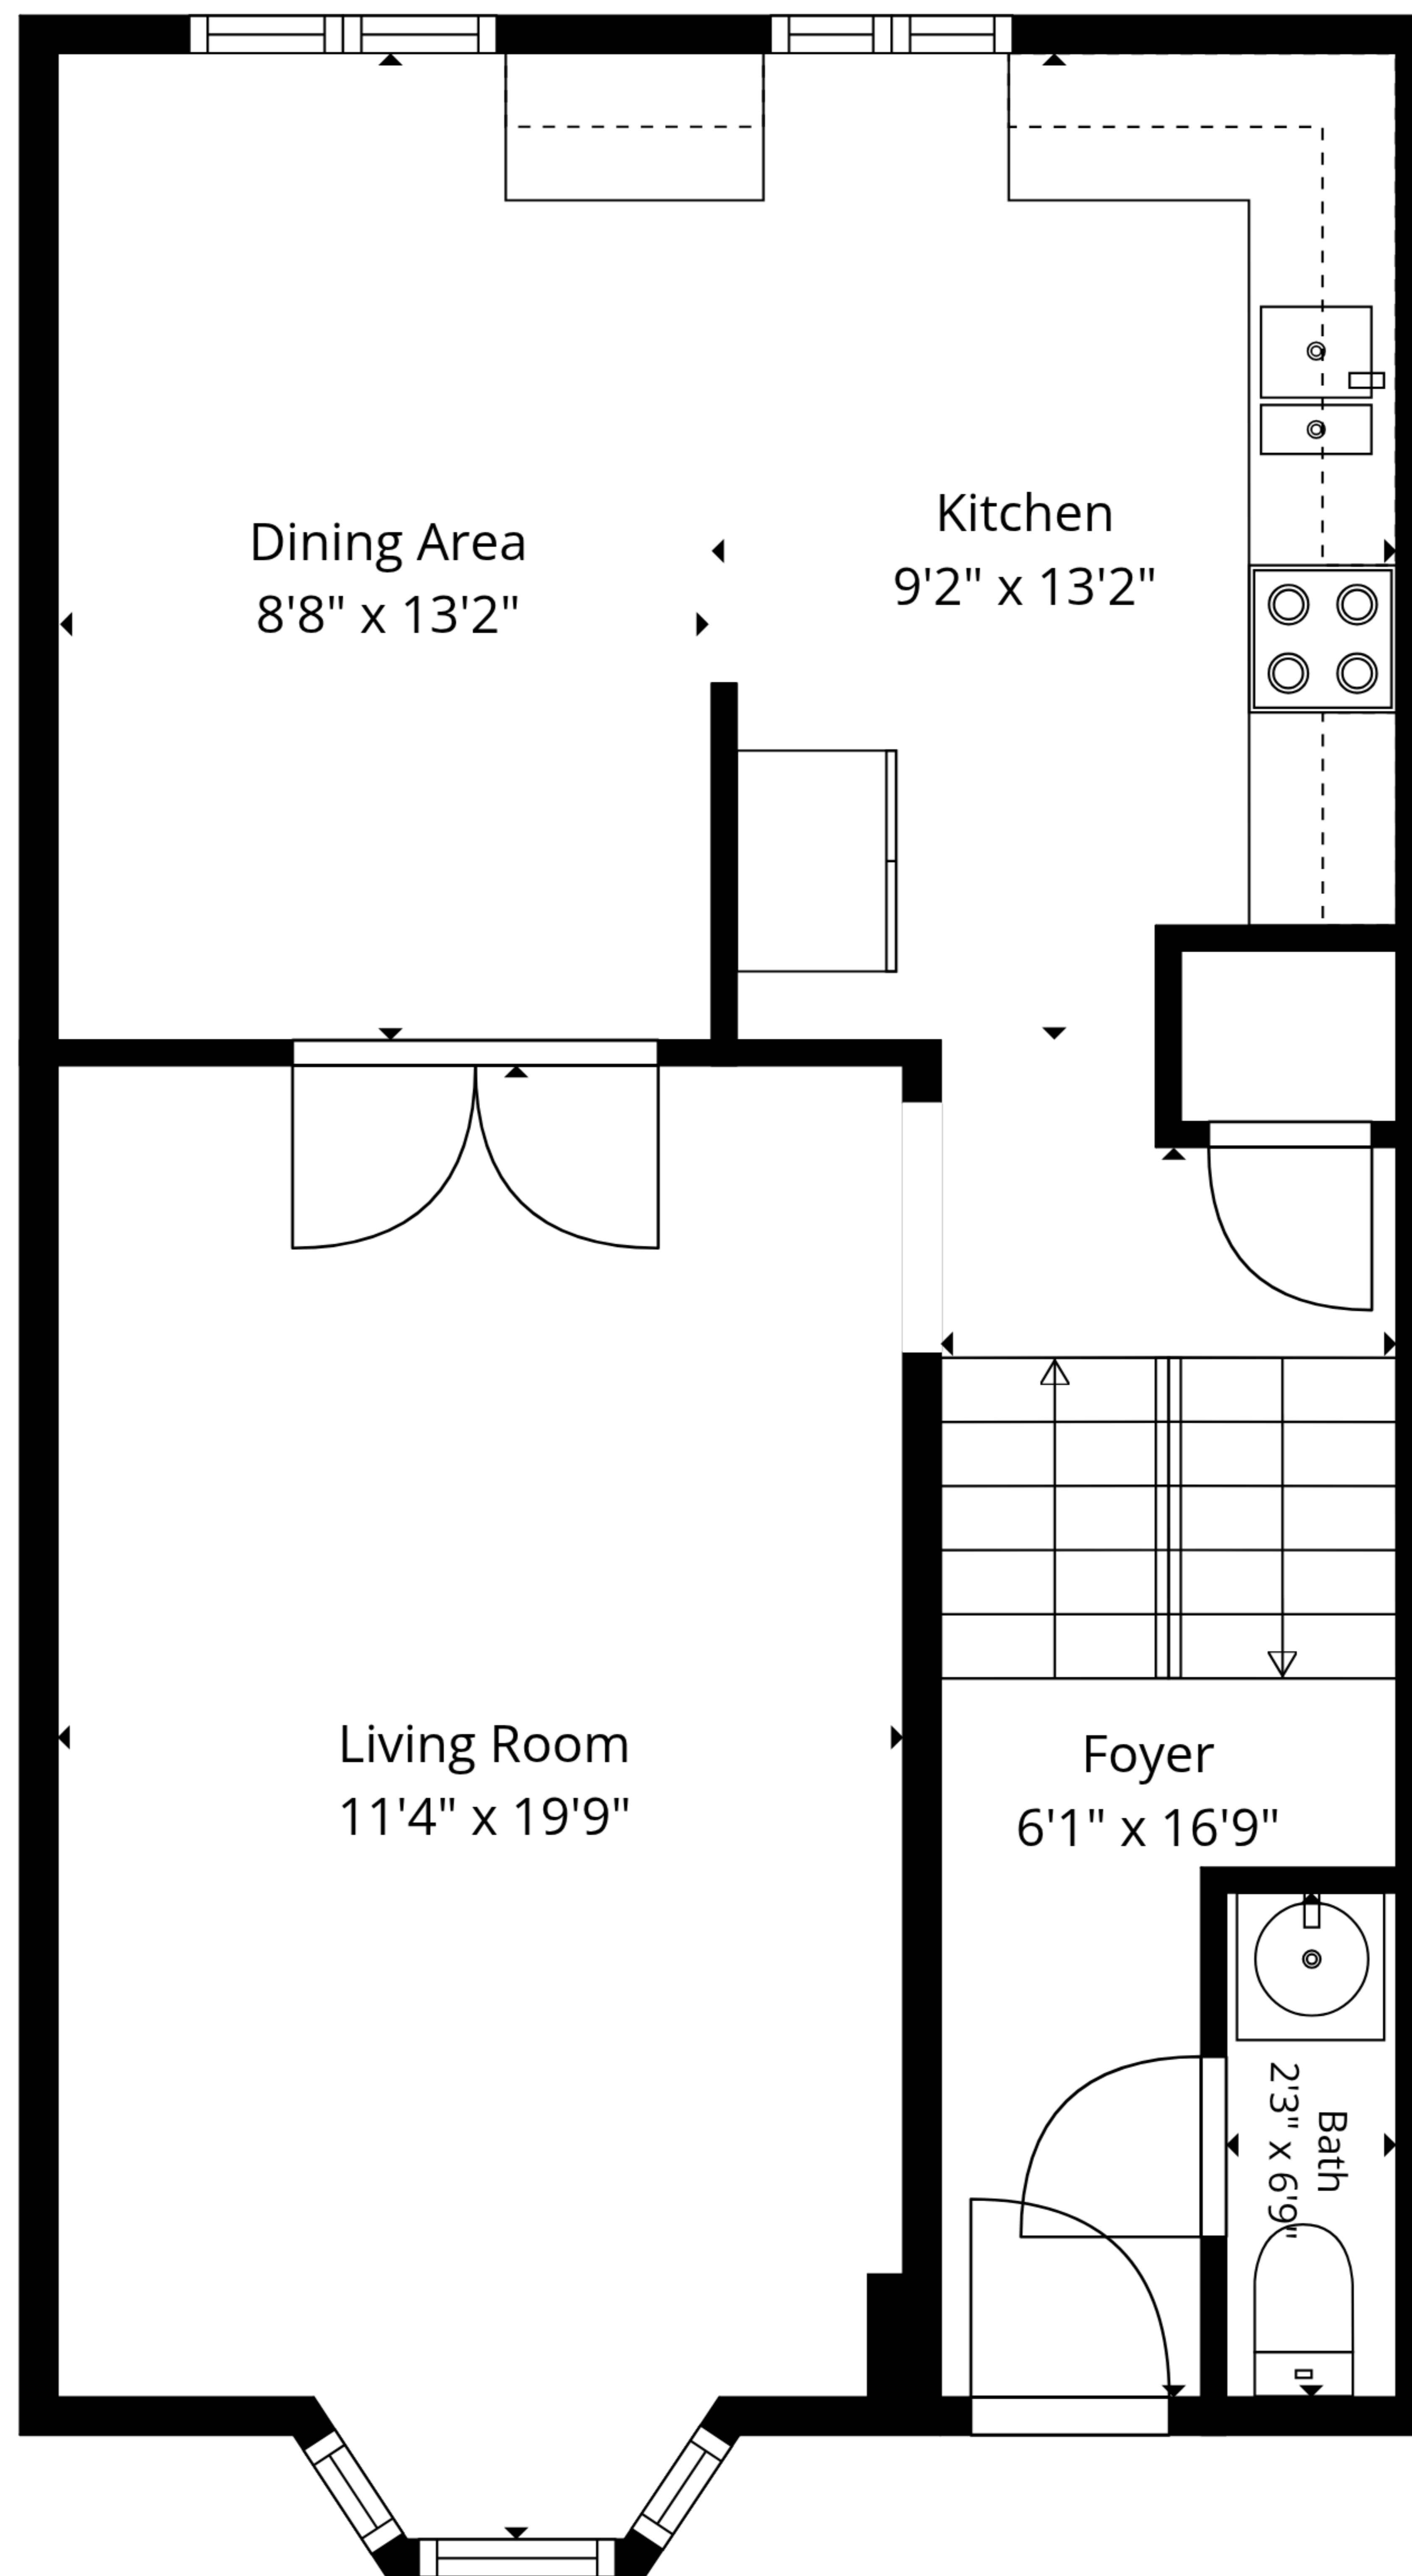 Dining Area
8'8" x 13'2"
Kitchen
9'2" x 13'2"
Living Room
11'4" x 19'9"
Foyer
6'1" x 16'9"
Bath
2'3" x 6'9"